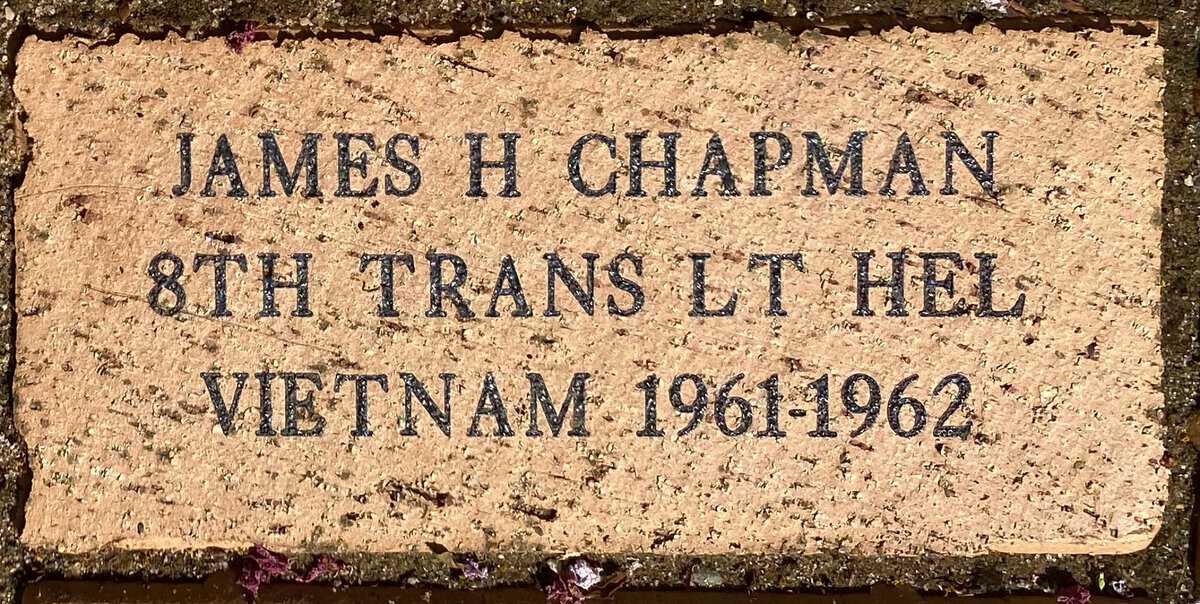 JAMES H CHAPMAN
8TH TRANS LT HEL
VIETNAM 1961-1962